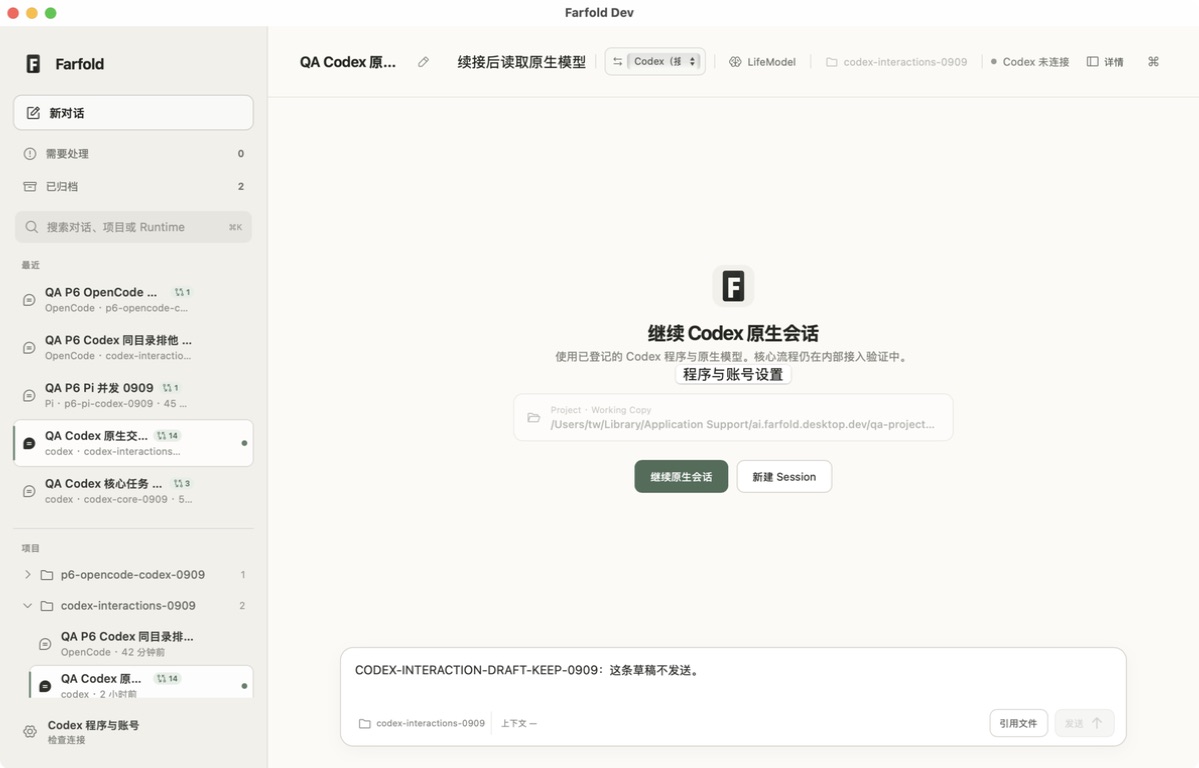 Farfold Dev
Farfold
新对话
需要处理 0
已归档 2
搜索对话、项目或 Runtime ⌘K
最近
QA P6 OpenCode ... 1
OpenCode · p6-opencode-c...
QA P6 Codex 同目录排他 ...
OpenCode · codex-interactio...
QA P6 Pi 并发 0909 1
Pi · p6-pi-codex-0909 · 45 ...
QA Codex 原生交... 14
codex · codex-interactions...
QA Codex 核心任务 ... 3
codex · codex-core-0909 · 5...
项目
p6-opencode-codex-0909 1
codex-interactions-0909 2
QA P6 Codex 同目录排...
OpenCode · 42 分钟前
QA Codex 原... 14
codex · 2 小时前
Codex 程序与账号
检查连接
QA Codex 原... 续接后读取原生模型 Codex LifeModel codex-interactions-0909 Codex 未连接 详情 ⌘
F
继续 Codex 原生会话
使用已登记的 Codex 程序与原生模型。核心流程仍在内部接入验证中。
程序与账号设置
Project · Working Copy
/Users/tw/Library/Application Support/ai.farfold.desktop.dev/qa-project...
继续原生会话 新建 Session
CODEX-INTERACTION-DRAFT-KEEP-0909：这条草稿不发送。
codex-interactions-0909 上下文 — 引用文件 发送